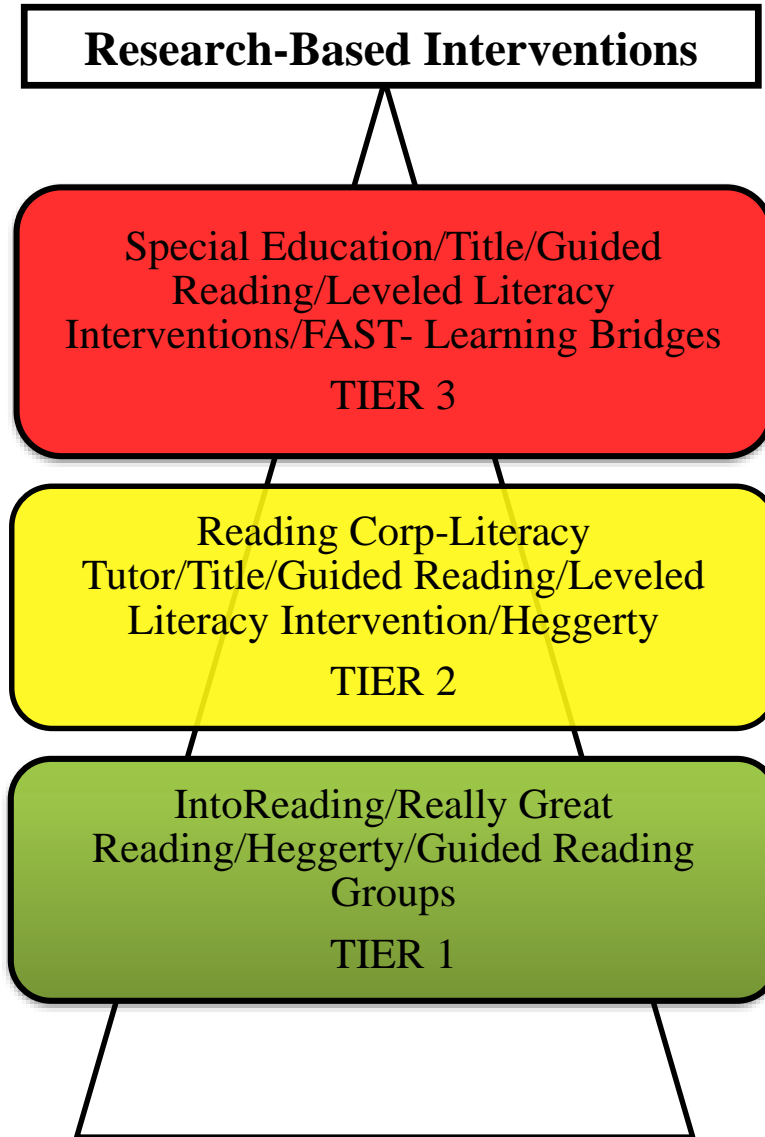 Research-Based Interventions
Special Education/Title/Guided
Reading/Leveled Literacy
Interventions/FAST- Learning Bridges
TIER 3
Reading Corp-Literacy
Tutor/Title/Guided Reading/Leveled
Literacy Intervention/Heggerty
TIER 2
IntoReading/Really Great
Reading/Heggerty/Guided Reading
Groups
TIER 1